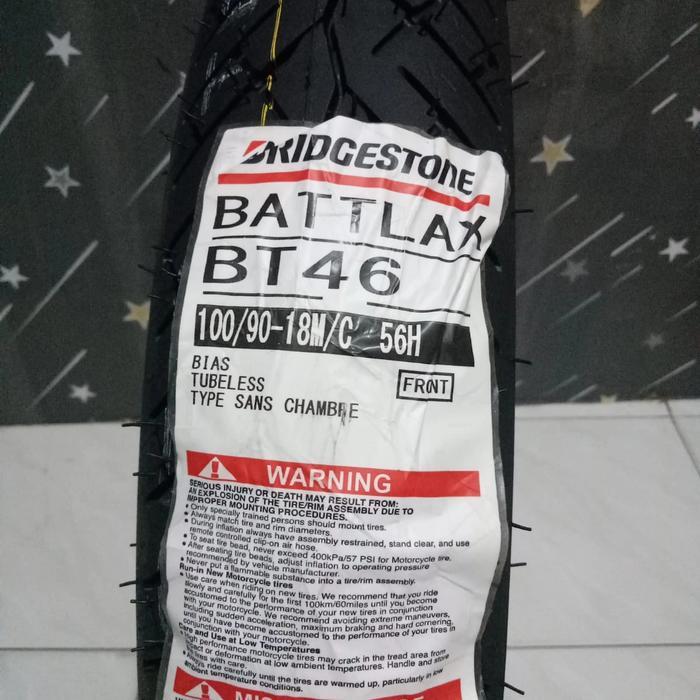 BRIDGESTONE
BATTLAX
BT46
100/90-18M/C 56H
BIAS
TUBELESS
TYPE SANS CHAMBRE
FRONT
WARNING
SERIOUS INJURY OR DEATH MAY RESULT FROM:
AN EXPLOSION OF THE TIRE/RIM ASSEMBLY DUE TO
IMPROPER MOUNTING PROCEDURES.
• Only specially trained persons should mount tires.
• Always match tire and rim diameters.
• During inflation always have assembly restrained, stand clear, and use
remote controlled clip-on air hose.
• To seat tire bead, never exceed 400kPa/57 PSI for Motorcycle tire.
• After seating tire beads, adjust inflation to operating pressure
recommended by vehicle manufacturer.
• Never put a flammable substance into a tire/rim assembly.
Run-in New Motorcycle tires
• Use care when riding on new tires. We recommend that you ride
slowly and carefully for the first 100km/60miles until you become
accustomed to the performance of your new tires in conjunction
with your motorcycle. We recommend avoiding extreme maneuvers,
including sudden acceleration, maximum braking and hard cornering,
until you have become accustomed to the performance of your tires in
conjunction with your motorcycle.
Care and Use at Low Temperatures
High performance motorcycle tires may crack in the tread area from
impact or deformation at low ambient temperatures. Handle and store
tires with care.
Always ride carefully until the tires are warmed up, particularly in low
ambient temperature conditions.